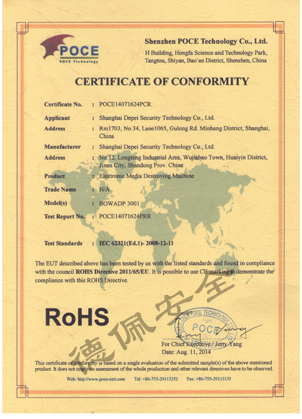 POCE
POCE Technology
Shenzhen POCE Technology Co., Ltd.
H Building, Hongfa Science and Technology Park,
Tangtou, Shiyan, Bao'an District, Shenzhen, China
CERTIFICATE OF CONFORMITY
Certificate No. : POCE14071624PCR
Applicant : Shanghai Depei Security Technology Co., Ltd.
Address : Rm1703, No.34, Lane1065, Gulong Rd. Minhang District, Shanghai,
China
Manufacturer : Shanghai Depei Security Technology Co., Ltd.
Address : No.12, Longteng Industrial Area, Wujiabao Town, Huaiyin District,
Jinan City, Shandong Prov. China
Product : Electronic Media Destroying Machine
Trade Name : N/A
Model(s) : BOWADP 3001
Test Report No. : POCE14071624PRR
Test Standards : IEC 62321(Ed.1)- 2008-12-11
The EUT described above has been tested by us with the listed standards and found in compliance
with the council ROHS Directive 2011/65/EU. It is possible to use CE marking to demonstrate
the compliance with this ROHS Directive.
德佩安全
RoHS
POCE
For Chief Executive / Jerry Yang
Date: Aug. 11, 2014
This certificate of conformity is based on a single evaluation of the submitted sample(s) of the above mentioned
product. It does not imply an assessment of the whole production and other relevant directives have to be observed.
Web: http://www.poce-cert.com Tel: +86-755-29113252 Fax: +86-755-29113135